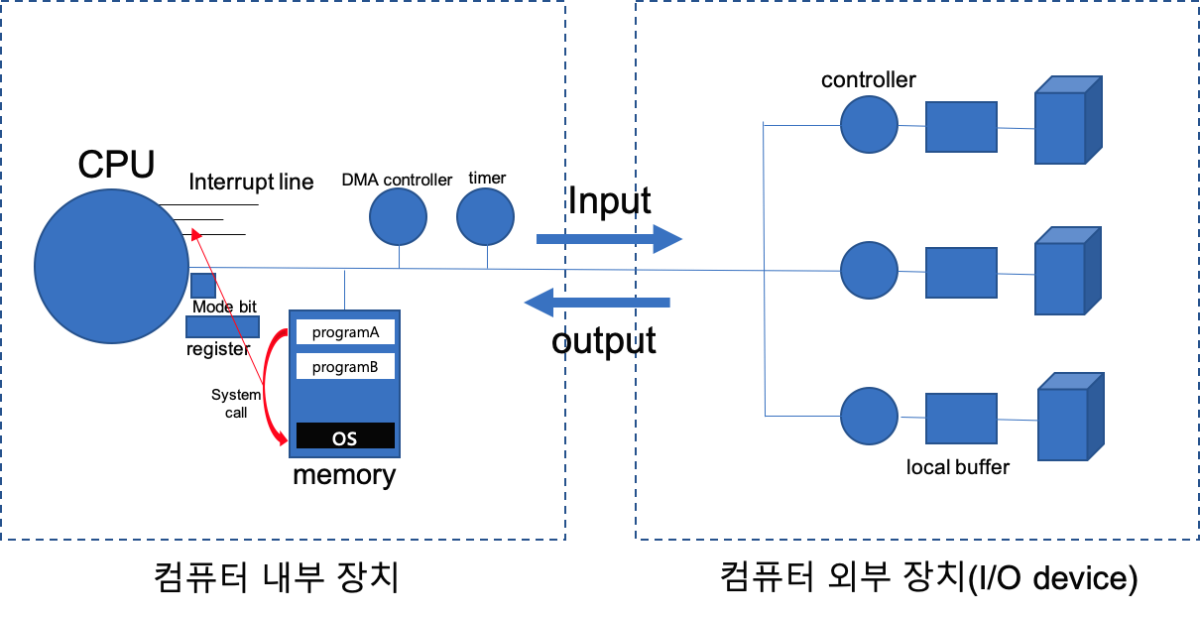 CPU
Interrupt line
DMA controller
timer
Input
output
Mode bit
register
System
call
programA
programB
OS
memory
controller
local buffer
컴퓨터 내부 장치
컴퓨터 외부 장치(I/O device)